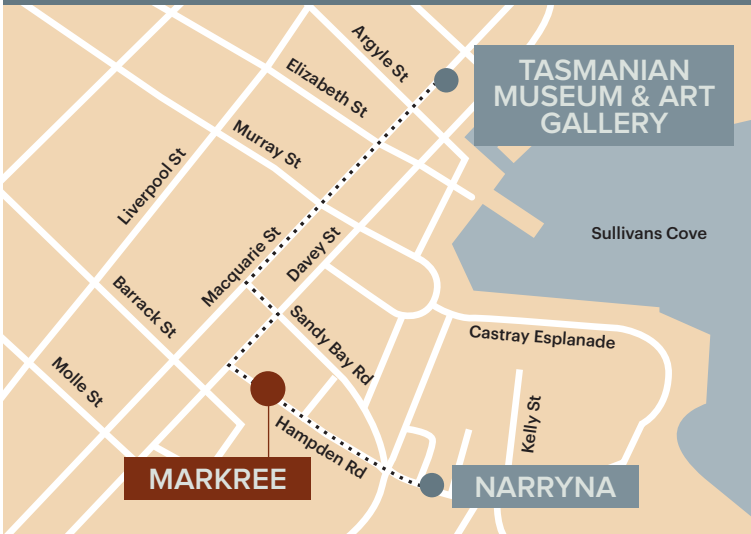 Argyle St
TASMANIAN
MUSEUM & ART
GALLERY
Elizabeth St
Murray St
Liverpool St
Sullivans Cove
Macquarie St
Davey St
Barrack St
Sandy Bay Rd
Castray Esplanade
Molle St
Kelly St
Hampden Rd
MARKREE
NARRYNA